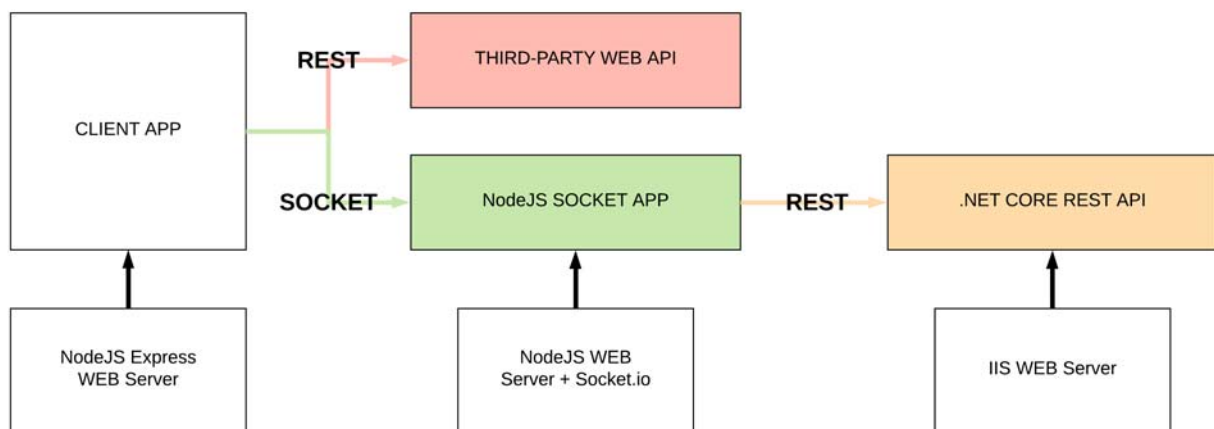 REST
THIRD-PARTY WEB API
CLIENT APP
SOCKET
NodeJS SOCKET APP
REST
.NET CORE REST API
NodeJS Express
WEB Server
NodeJS WEB
Server + Socket.io
IIS WEB Server